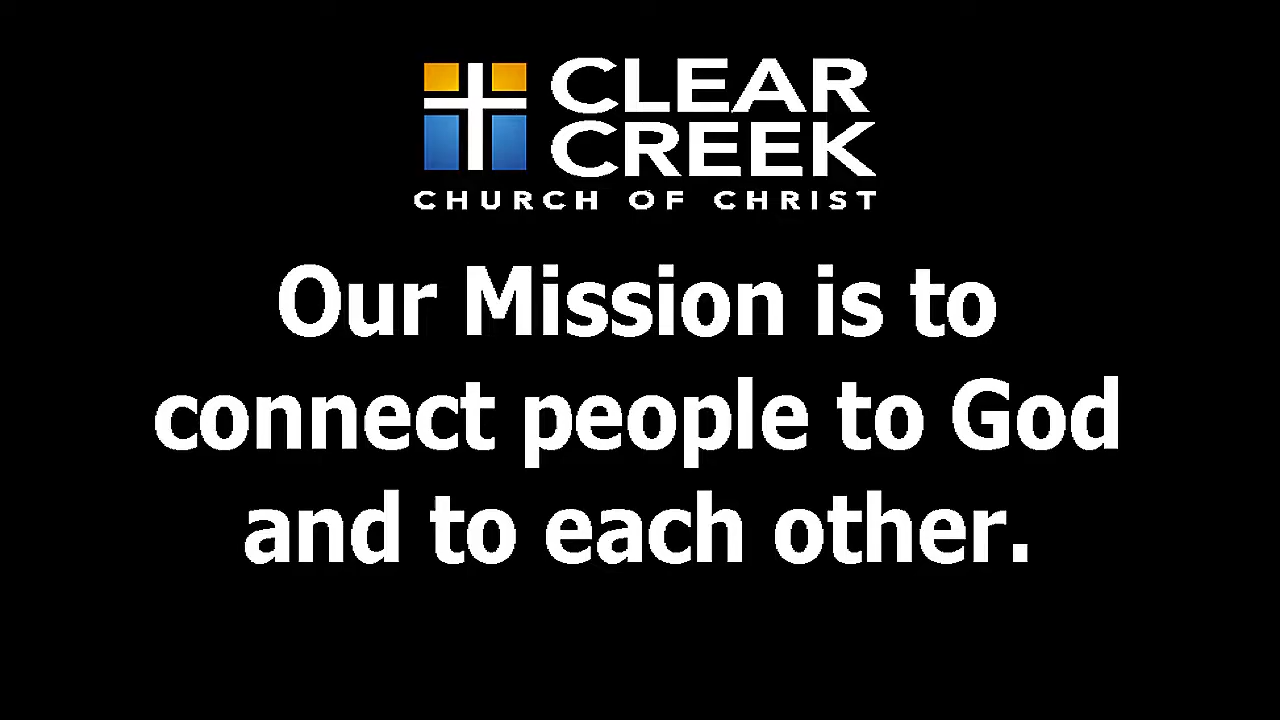 CLEAR
CREEK
CHURCH OF CHRIST
Our Mission is to
connect people to God
and to each other.